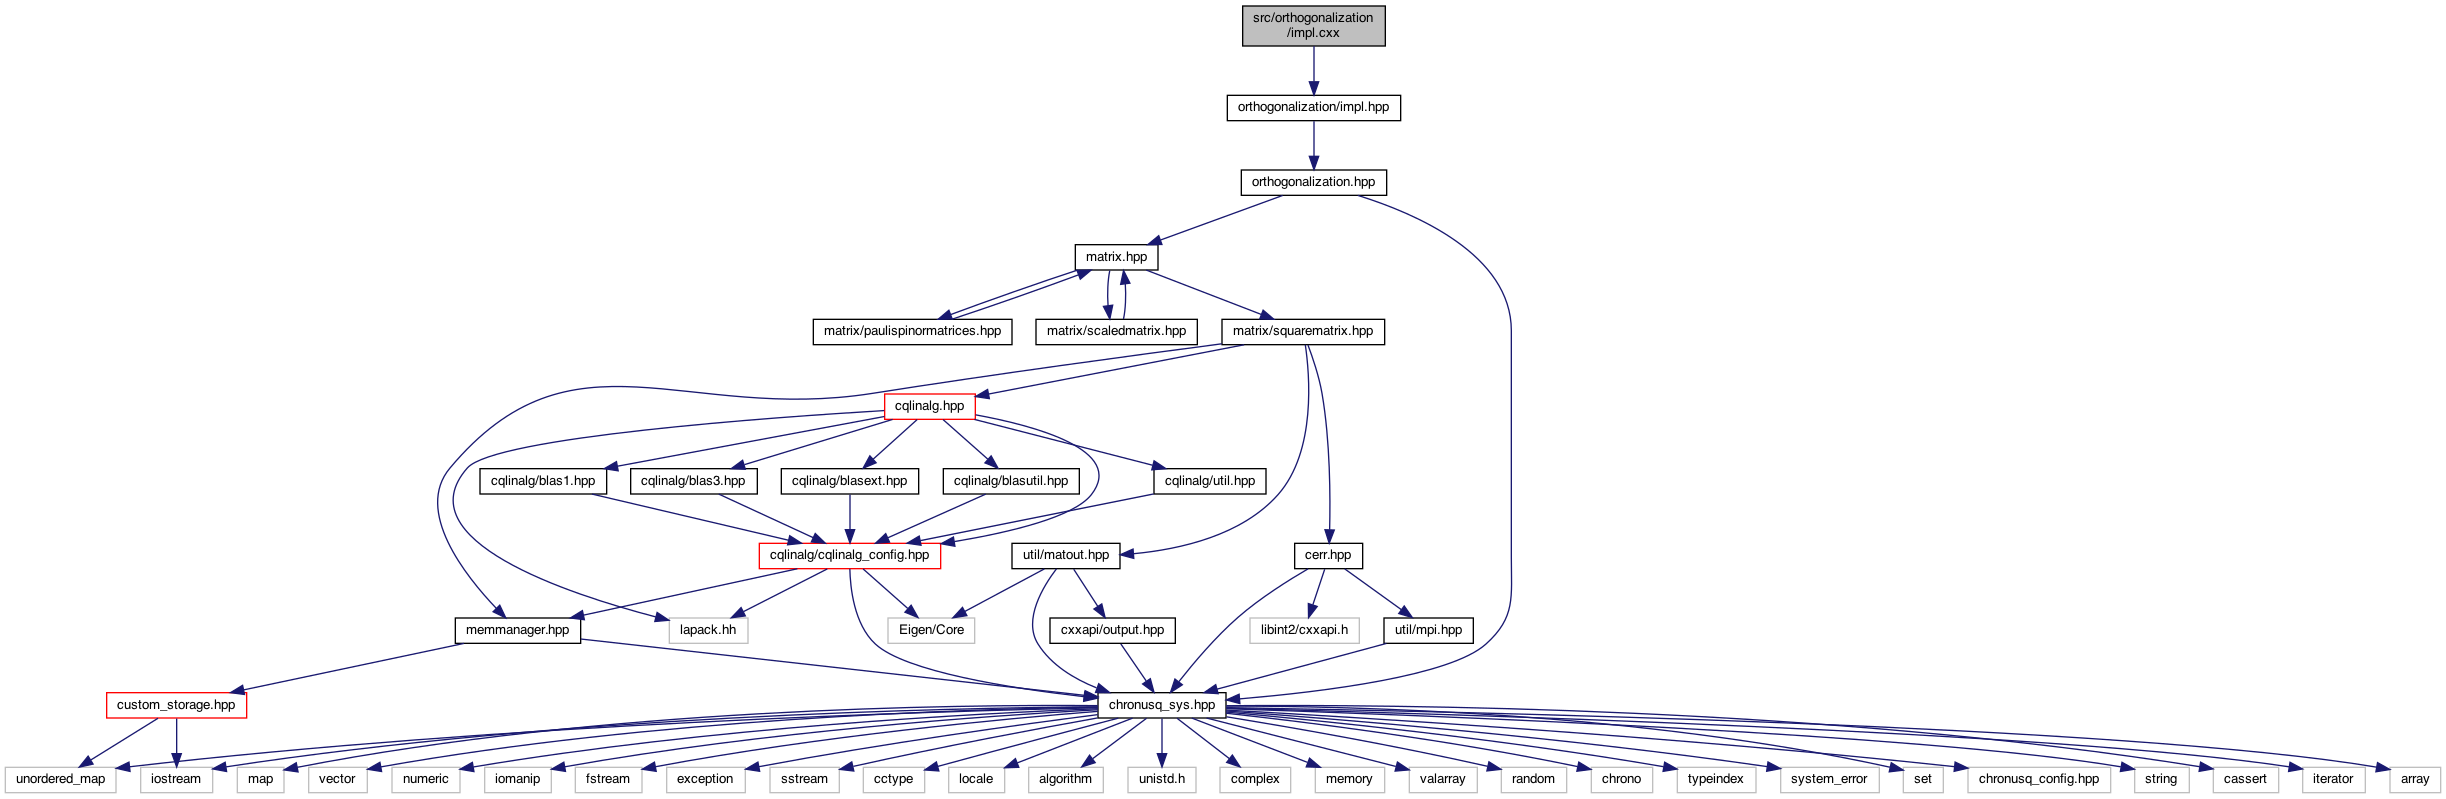 src/orthogonalization
/impl.cxx
orthogonalization/impl.hpp
orthogonalization.hpp
matrix.hpp
matrix/paulispinormatrices.hpp
matrix/scaledmatrix.hpp
matrix/squarematrix.hpp
cqlinalg.hpp
cqlinalg/blas1.hpp
cqlinalg/blas3.hpp
cqlinalg/blasext.hpp
cqlinalg/blasutil.hpp
cqlinalg/util.hpp
cqlinalg/cqlinalg_config.hpp
util/matout.hpp
cerr.hpp
memmanager.hpp
lapack.hh
Eigen/Core
cxxapi/output.hpp
libint2/cxxapi.h
util/mpi.hpp
custom_storage.hpp
chronusq_sys.hpp
unordered_map
iostream
map
vector
numeric
iomanip
fstream
exception
sstream
cctype
locale
algorithm
unistd.h
complex
memory
valarray
random
chrono
typeindex
system_error
set
chronusq_config.hpp
string
cassert
iterator
array